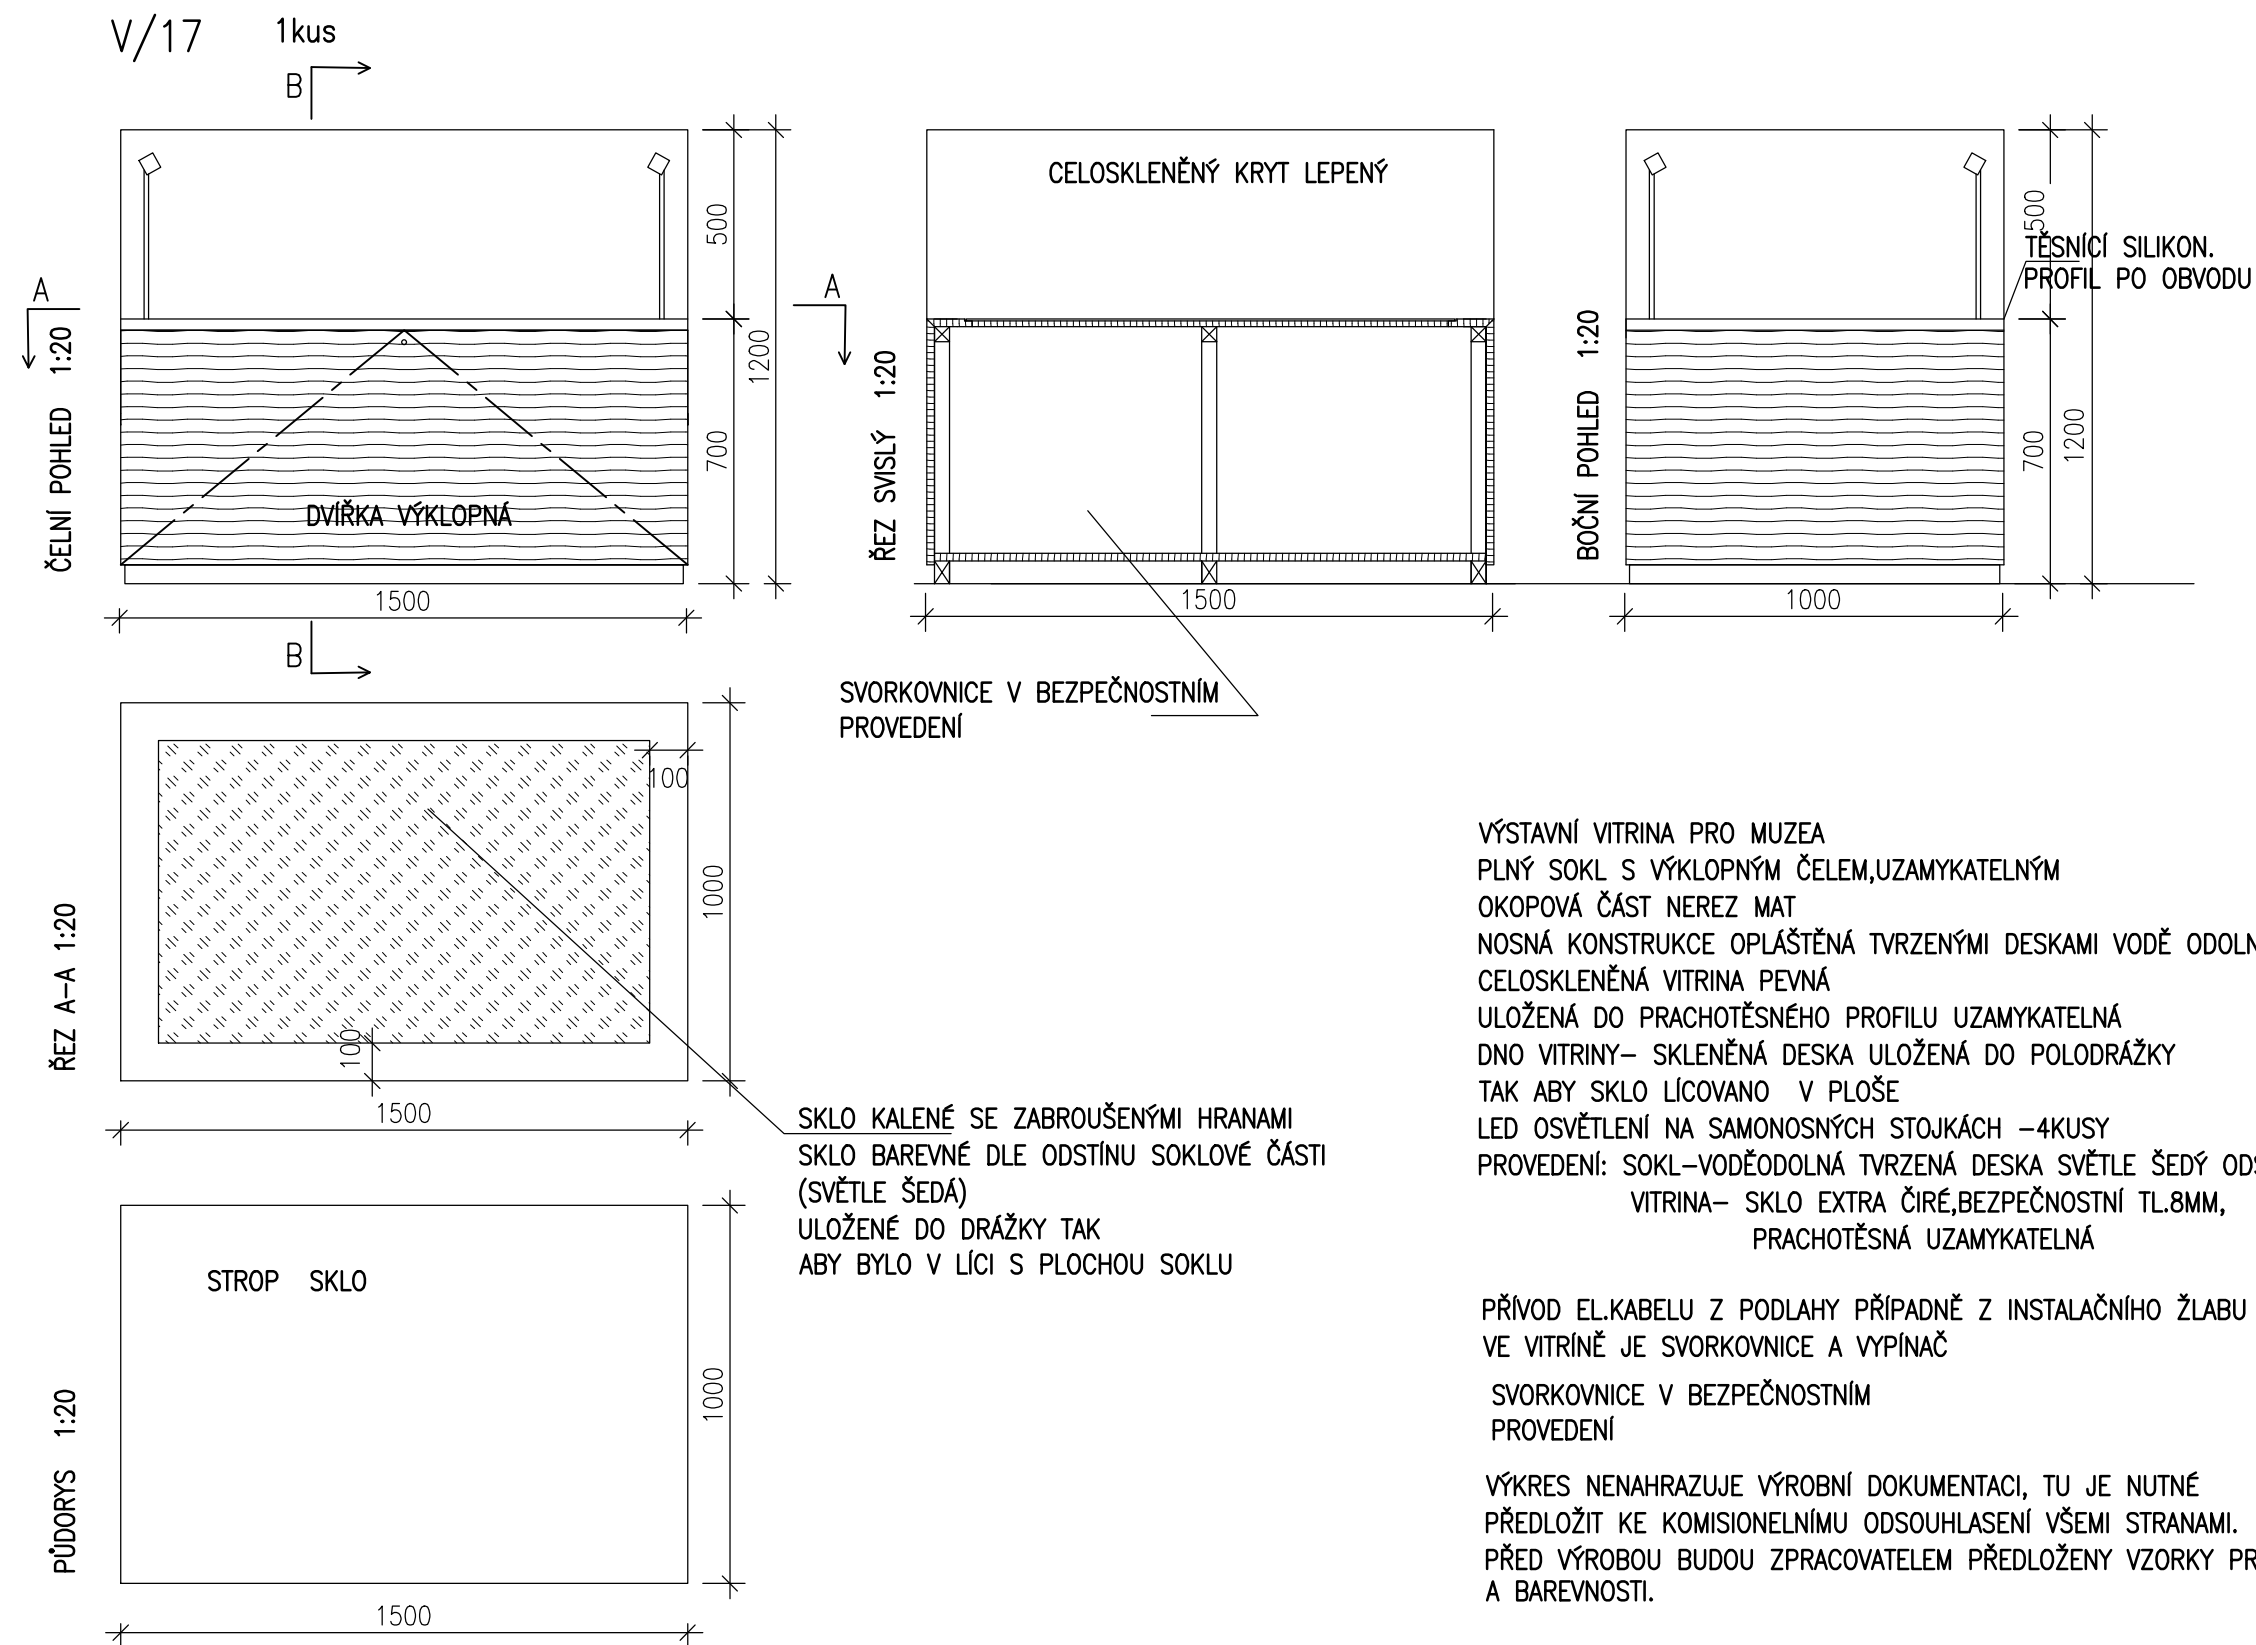 V/17 1kus
B
A
ČELNÍ POHLED 1:20
DVÍŘKA VÝKLOPNÁ
500
700
1200
1500
B
A
ŘEZ SVISLÝ 1:20
CELOSKLENĚNÝ KRYT LEPENÝ
1500
SVORKOVNICE V BEZPEČNOSTNÍM
PROVEDENÍ
BOČNÍ POHLED 1:20
500
TĚSNÍCÍ SILIKON.
PROFIL PO OBVODU
700
1200
1000
ŘEZ A-A 1:20
100
100
1000
1500
SKLO KALENÉ SE ZABROUŠENÝMI HRANAMI
SKLO BAREVNÉ DLE ODSTÍNU SOKLOVÉ ČÁSTI
(SVĚTLE ŠEDÁ)
ULOŽENÉ DO DRÁŽKY TAK
ABY BYLO V LÍCI S PLOCHOU SOKLU
PŮDORYS 1:20
STROP SKLO
1000
1500
VÝSTAVNÍ VITRINA PRO MUZEA
PLNÝ SOKL S VÝKLOPNÝM ČELEM,UZAMYKATELNÝM
OKOPOVÁ ČÁST NEREZ MAT
NOSNÁ KONSTRUKCE OPLÁŠTĚNÁ TVRZENÝMI DESKAMI VODĚ
CELOSKLENĚNÁ VITRINA PEVNÁ
ULOŽENÁ DO PRACHOTĚSNÉHO PROFILU UZAMYKATELNÁ
DNO VITRINY- SKLENĚNÁ DESKA ULOŽENÁ DO POLODRÁŽKY
TAK ABY SKLO LÍCOVANO V PLOŠE
LED OSVĚTLENÍ NA SAMONOSNÝCH STOJKÁCH -4KUSY
PROVEDENÍ: SOKL-VODĚODOLNÁ TVRZENÁ DESKA SVĚTLE ŠEDÝ
VITRINA- SKLO EXTRA ČIRÉ,BEZPEČNOSTNÍ TL.8MM,
PRACHOTĚSNÁ UZAMYKATELNÁ
PŘÍVOD EL.KABELU Z PODLAHY PŘÍPADNĚ Z INSTALAČNÍHO ŽLABU
VE VITRÍNĚ JE SVORKOVNICE A VYPÍNAČ
SVORKOVNICE V BEZPEČNOSTNÍM
PROVEDENÍ
VÝKRES NENAHRAZUJE VÝROBNÍ DOKUMENTACI, TU JE NUTNÉ
PŘEDLOŽIT KE KOMISIONELNÍMU ODSOUHLASENÍ VŠEMI STRANAMI.
PŘED VÝROBOU BUDOU ZPRACOVATELEM PŘEDLOŽENY VZORKY
A BAREVNOSTI.